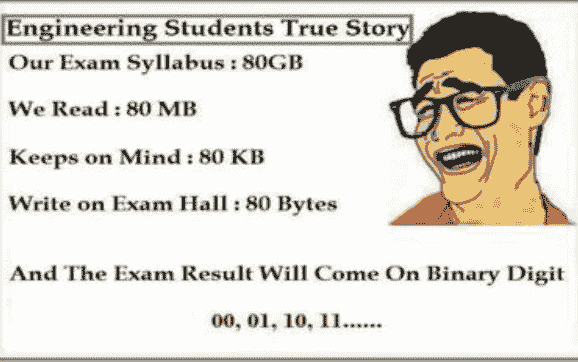 Engineering Students True Story
Our Exam Syllabus : 80GB
We Read : 80 MB
Keeps on Mind : 80 KB
Write on Exam Hall : 80 Bytes
And The Exam Result Will Come On Binary Digit
00, 01, 10, 11......